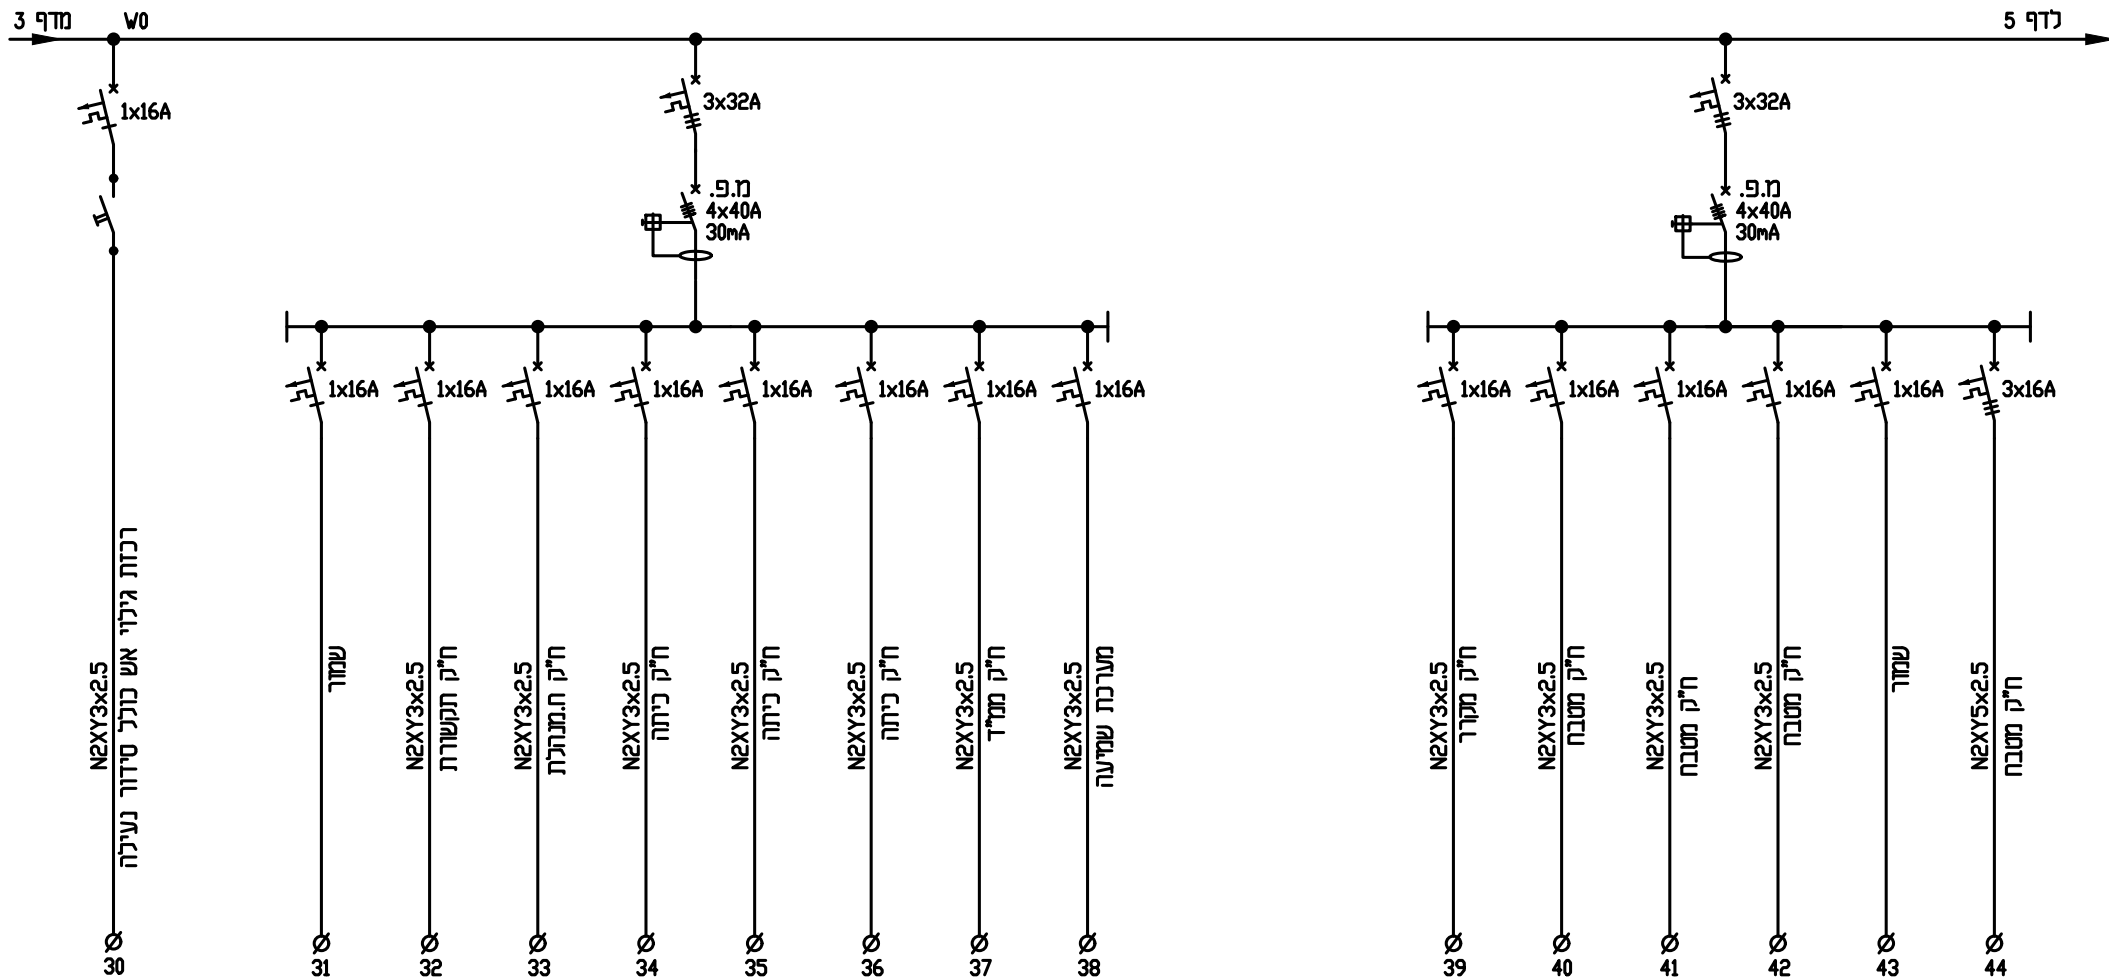 מדף 3
W0
לדף 5
1x16A
3x32A
3x32A
מ.פ.
4x40A
30mA
מ.פ.
4x40A
30mA
1x16A
1x16A
1x16A
1x16A
1x16A
1x16A
1x16A
1x16A
1x16A
1x16A
1x16A
1x16A
1x16A
3x16A
N2XY3x2.5
רכזת גילוי אש כולל סידור נעילה
שמור
N2XY3x2.5
ח"ק תקשורת
N2XY3x2.5
ח"ק ח.מנהלת
N2XY3x2.5
ח"ק כיתה
N2XY3x2.5
ח"ק כיתה
N2XY3x2.5
ח"ק כיתה
N2XY3x2.5
ח"ק ממ"ד
N2XY3x2.5
מערכת שמיעה
N2XY3x2.5
ח"ק מקרר
N2XY3x2.5
ח"ק מטבח
N2XY3x2.5
ח"ק מטבח
N2XY3x2.5
ח"ק מטבח
שמור
N2XY5x2.5
ח"ק מטבח
30
31
32
33
34
35
36
37
38
39
40
41
42
43
44